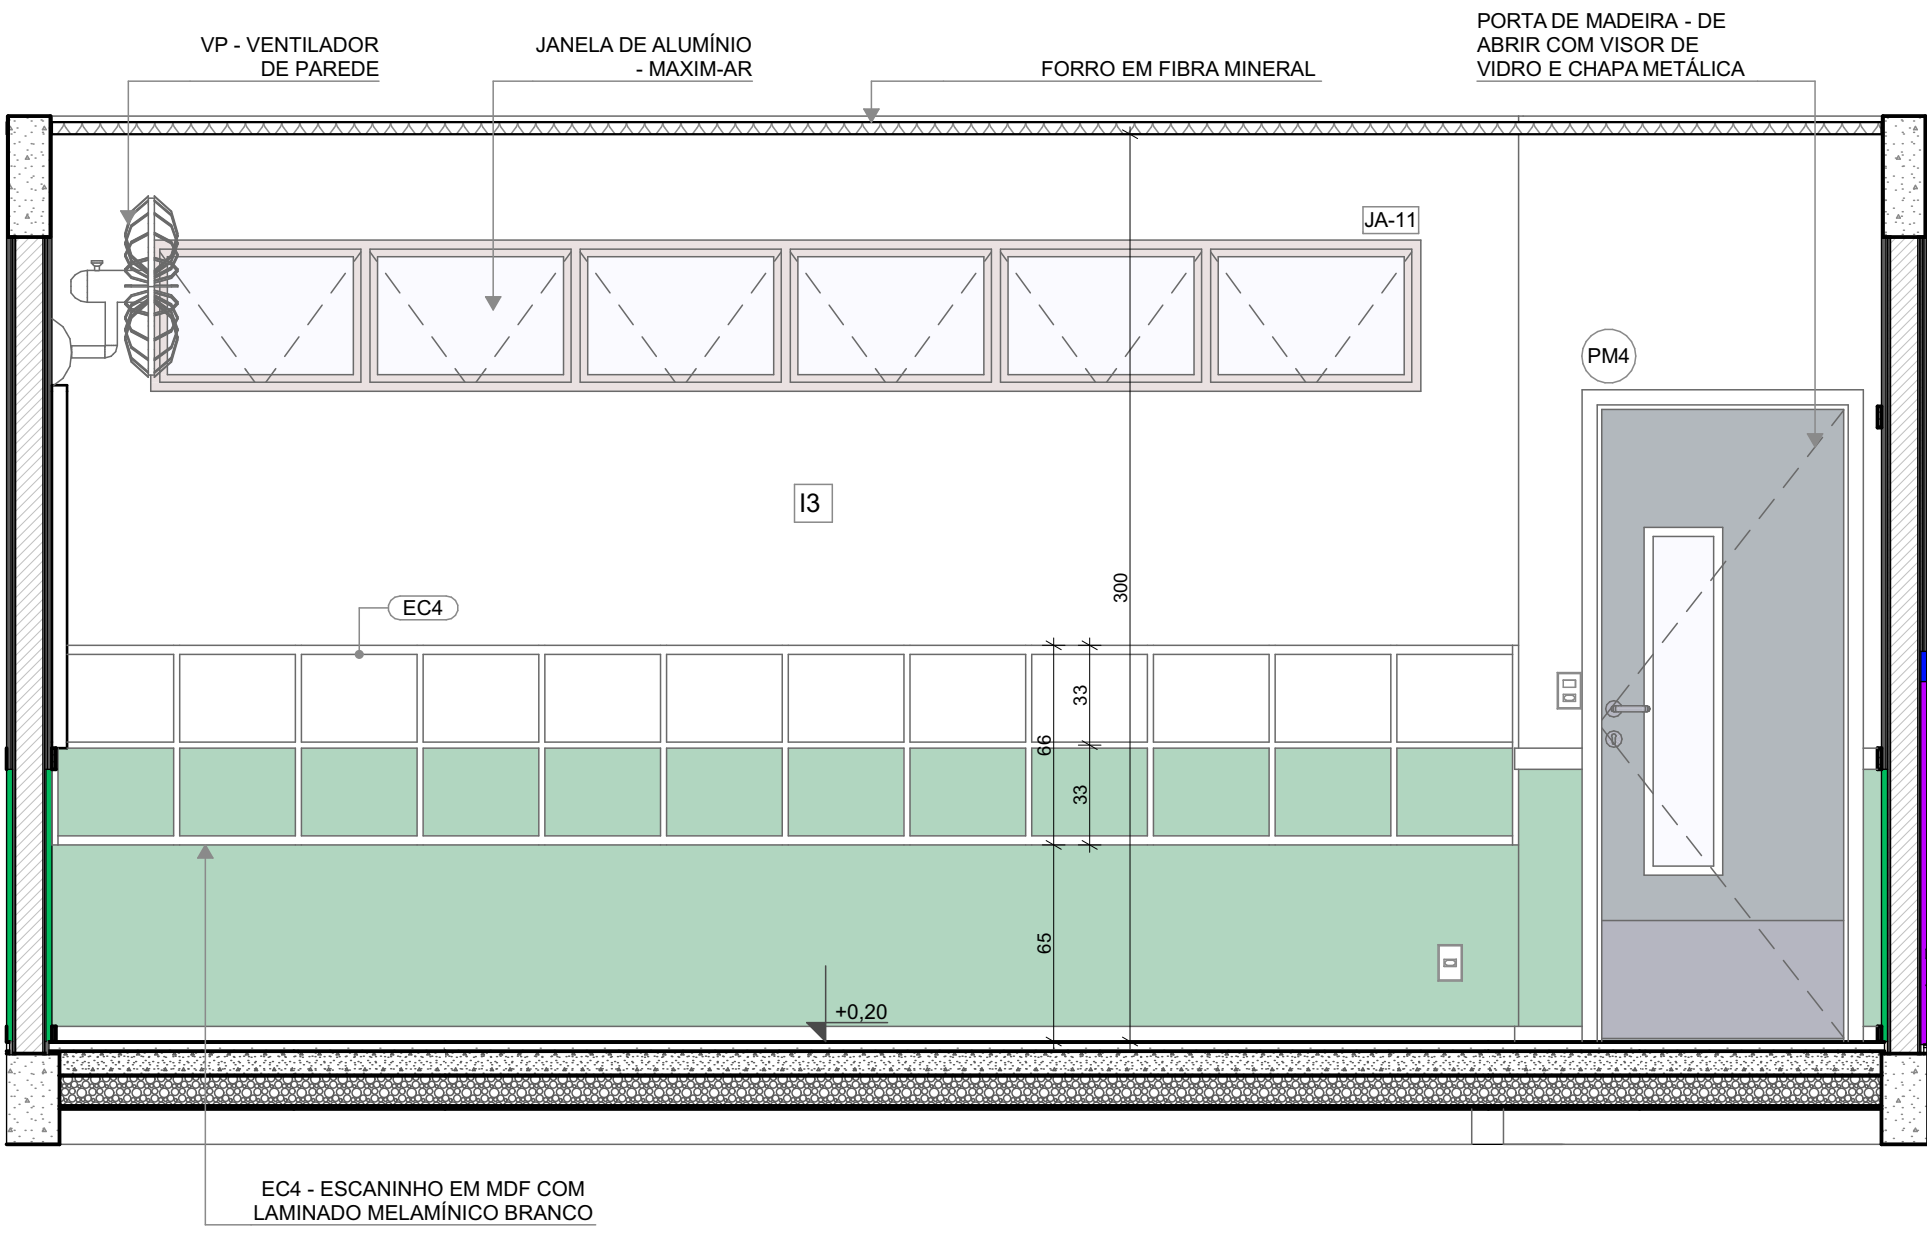 PORTA DE MADEIRA - DE
ABRIR COM VISOR DE
VIDRO E CHAPA METÁLICA
VP - VENTILADOR
DE PAREDE
JANELA DE ALUMÍNIO
- MAXIM-AR
FORRO EM FIBRA MINERAL
JA-11
PM4
I3
300
EC4
33
66
33
65
+0,20
EC4 - ESCANINHO EM MDF COM
LAMINADO MELAMÍNICO BRANCO